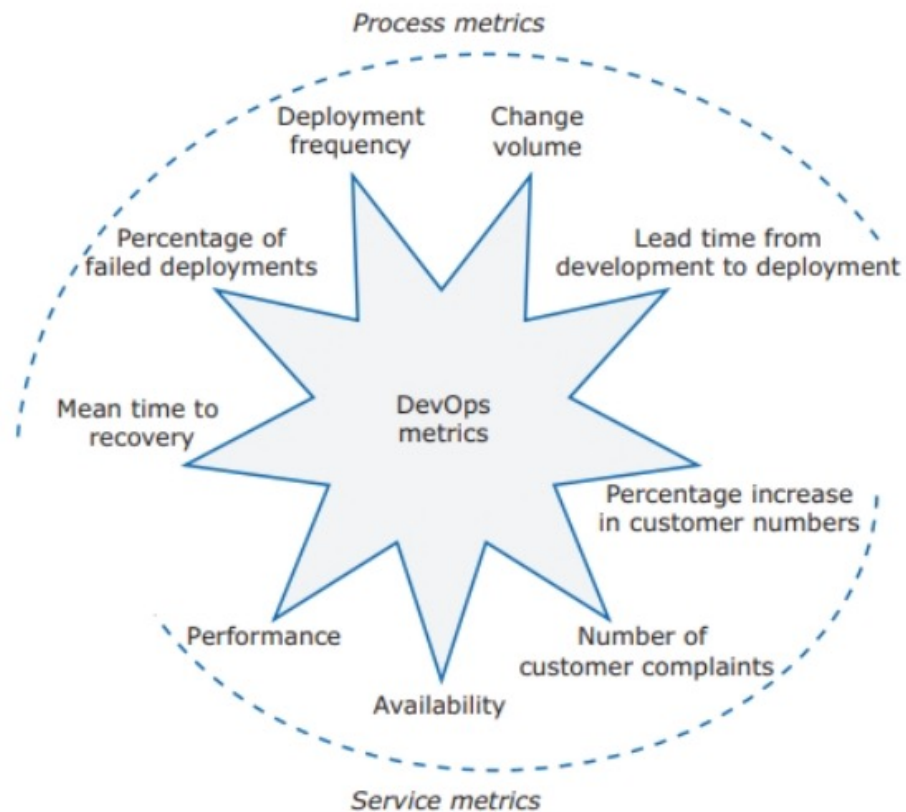 Process metrics
Deployment
frequency
Change
volume
Percentage of
failed deployments
Lead time from
development to deployment
Mean time to
recovery
DevOps
metrics
Percentage increase
in customer numbers
Performance
Number of
customer complaints
Availability
Service metrics